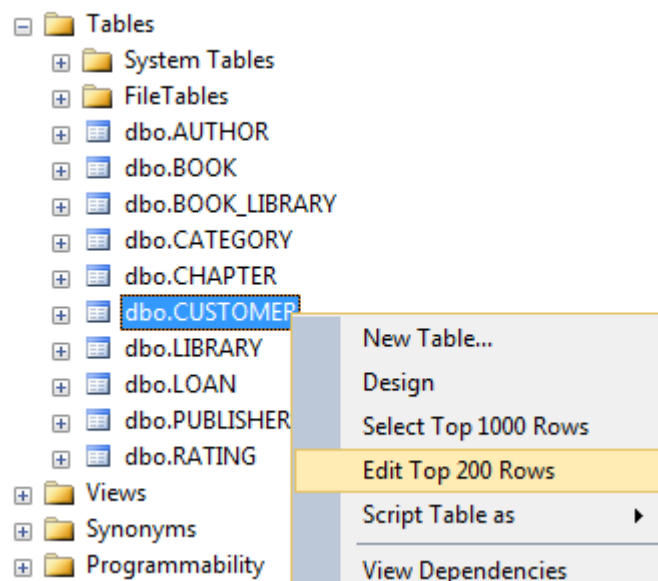 Tables
System Tables
FileTables
dbo.AUTHOR
dbo.BOOK
dbo.BOOK_LIBRARY
dbo.CATEGORY
dbo.CHAPTER
dbo.CUSTOMER
dbo.LIBRARY
dbo.LOAN
dbo.PUBLISHER
dbo.RATING
Views
Synonyms
Programmability
New Table...
Design
Select Top 1000 Rows
Edit Top 200 Rows
Script Table as
View Dependencies